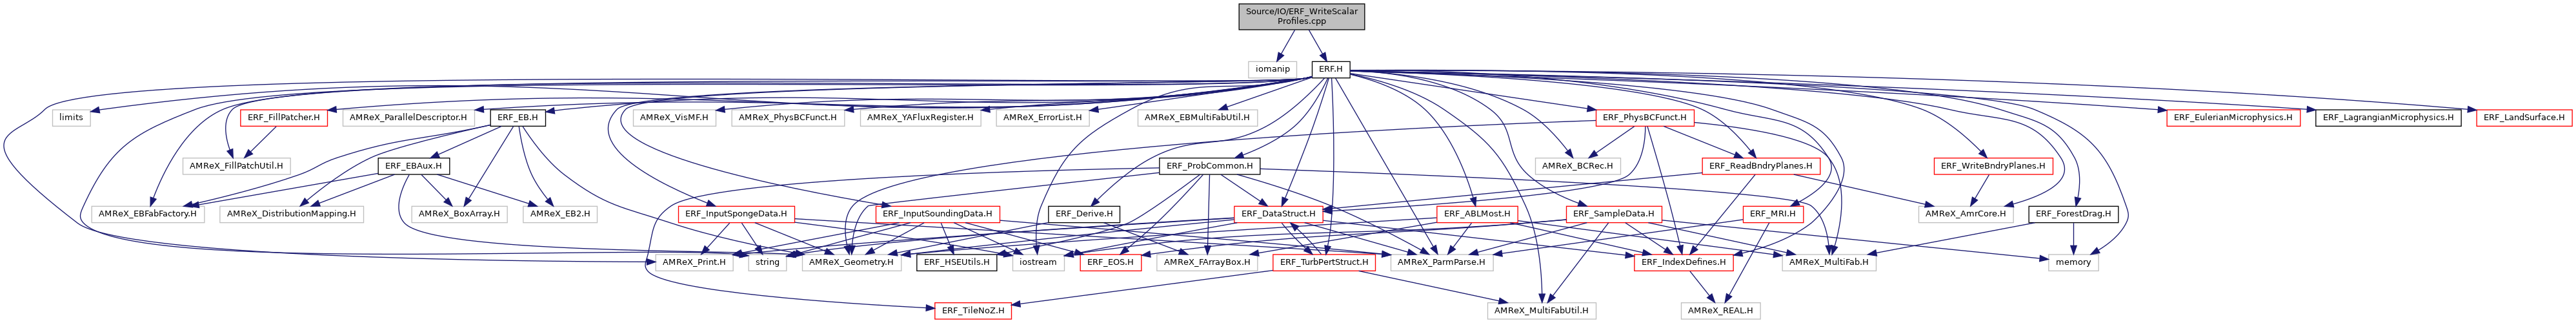 Source/IO/ERF_WriteScalar
Profiles.cpp
iomanip
ERF.H
limits
ERF_FillPatcher.H
AMReX_ParallelDescriptor.H
ERF_EB.H
AMReX_VisMF.H
AMReX_PhysBCFunct.H
AMReX_YAFluxRegister.H
AMReX_ErrorList.H
AMReX_EBMultiFabUtil.H
ERF_PhysBCFunct.H
ERF_EulerianMicrophysics.H
ERF_LagrangianMicrophysics.H
ERF_LandSurface.H
AMReX_FillPatchUtil.H
ERF_EBAux.H
ERF_ProbCommon.H
AMReX_BCRec.H
ERF_ReadBndryPlanes.H
ERF_WriteBndryPlanes.H
AMReX_EBFabFactory.H
AMReX_DistributionMapping.H
AMReX_BoxArray.H
AMReX_EB2.H
ERF_InputSpongeData.H
ERF_InputSoundingData.H
ERF_Derive.H
ERF_DataStruct.H
ERF_ABLMost.H
ERF_SampleData.H
ERF_MRI.H
AMReX_AmrCore.H
ERF_ForestDrag.H
AMReX_Print.H
string
AMReX_Geometry.H
ERF_HSEUtils.H
iostream
ERF_EOS.H
AMReX_FArrayBox.H
ERF_TurbPertStruct.H
AMReX_ParmParse.H
ERF_IndexDefines.H
AMReX_MultiFab.H
memory
ERF_TileNoZ.H
AMReX_MultiFabUtil.H
AMReX_REAL.H